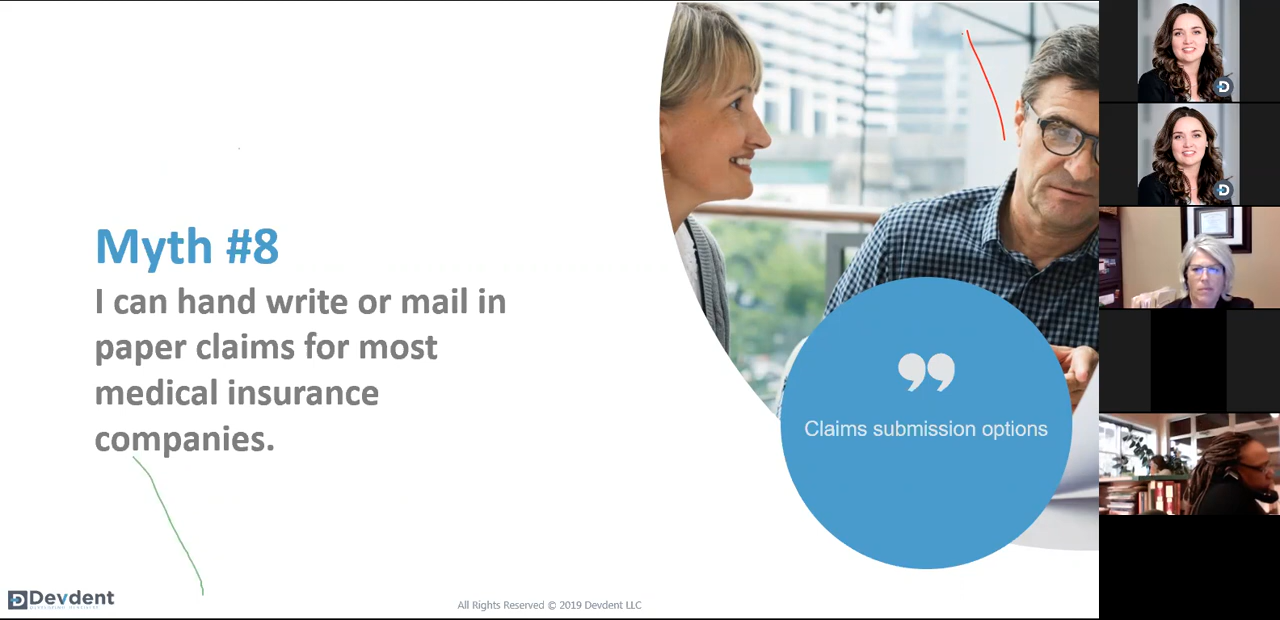 Myth #8
I can hand write or mail in
paper claims for most
medical insurance
companies.
Claims submission options
Devdent
All Rights Reserved © 2019 Devdent LLC